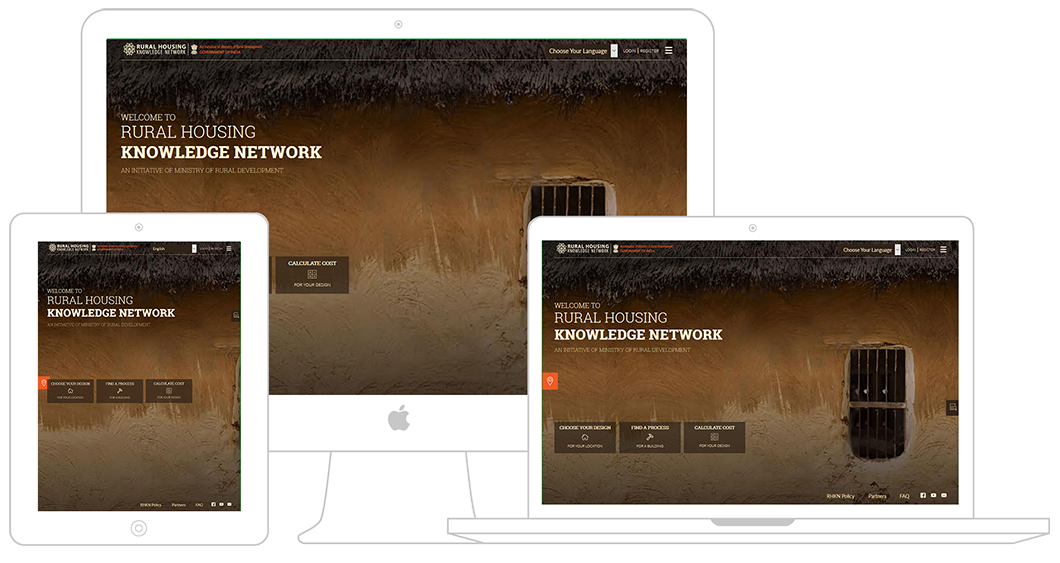 RURAL HOUSING
KNOWLEDGE NETWORK
An Initiative of Ministry of Rural Development
GOVERNMENT OF INDIA
Choose Your Language
LOGIN | REGISTER
WELCOME TO
RURAL HOUSING
KNOWLEDGE NETWORK
AN INITIATIVE OF MINISTRY OF RURAL DEVELOPMENT
CALCULATE COST
FOR YOUR DESIGN
RURAL HOUSING
KNOWLEDGE NETWORK
English
WELCOME TO
RURAL HOUSING
KNOWLEDGE NETWORK
AN INITIATIVE OF MINISTRY OF RURAL DEVELOPMENT
CHOOSE YOUR DESIGN
FOR YOUR LOCATION
FIND A PROCESS
FOR A BUILDING
CALCULATE COST
FOR YOUR DESIGN
RHKN Policy
Partners
FAQ
RURAL HOUSING
KNOWLEDGE NETWORK
An Initiative of Ministry of Rural Development
GOVERNMENT OF INDIA
Choose Your Language
LOGIN | REGISTER
WELCOME TO
RURAL HOUSING
KNOWLEDGE NETWORK
AN INITIATIVE OF MINISTRY OF RURAL DEVELOPMENT
CHOOSE YOUR DESIGN
FOR YOUR LOCATION
FIND A PROCESS
FOR A BUILDING
CALCULATE COST
FOR YOUR DESIGN
RHKN Policy
Partners
FAQ